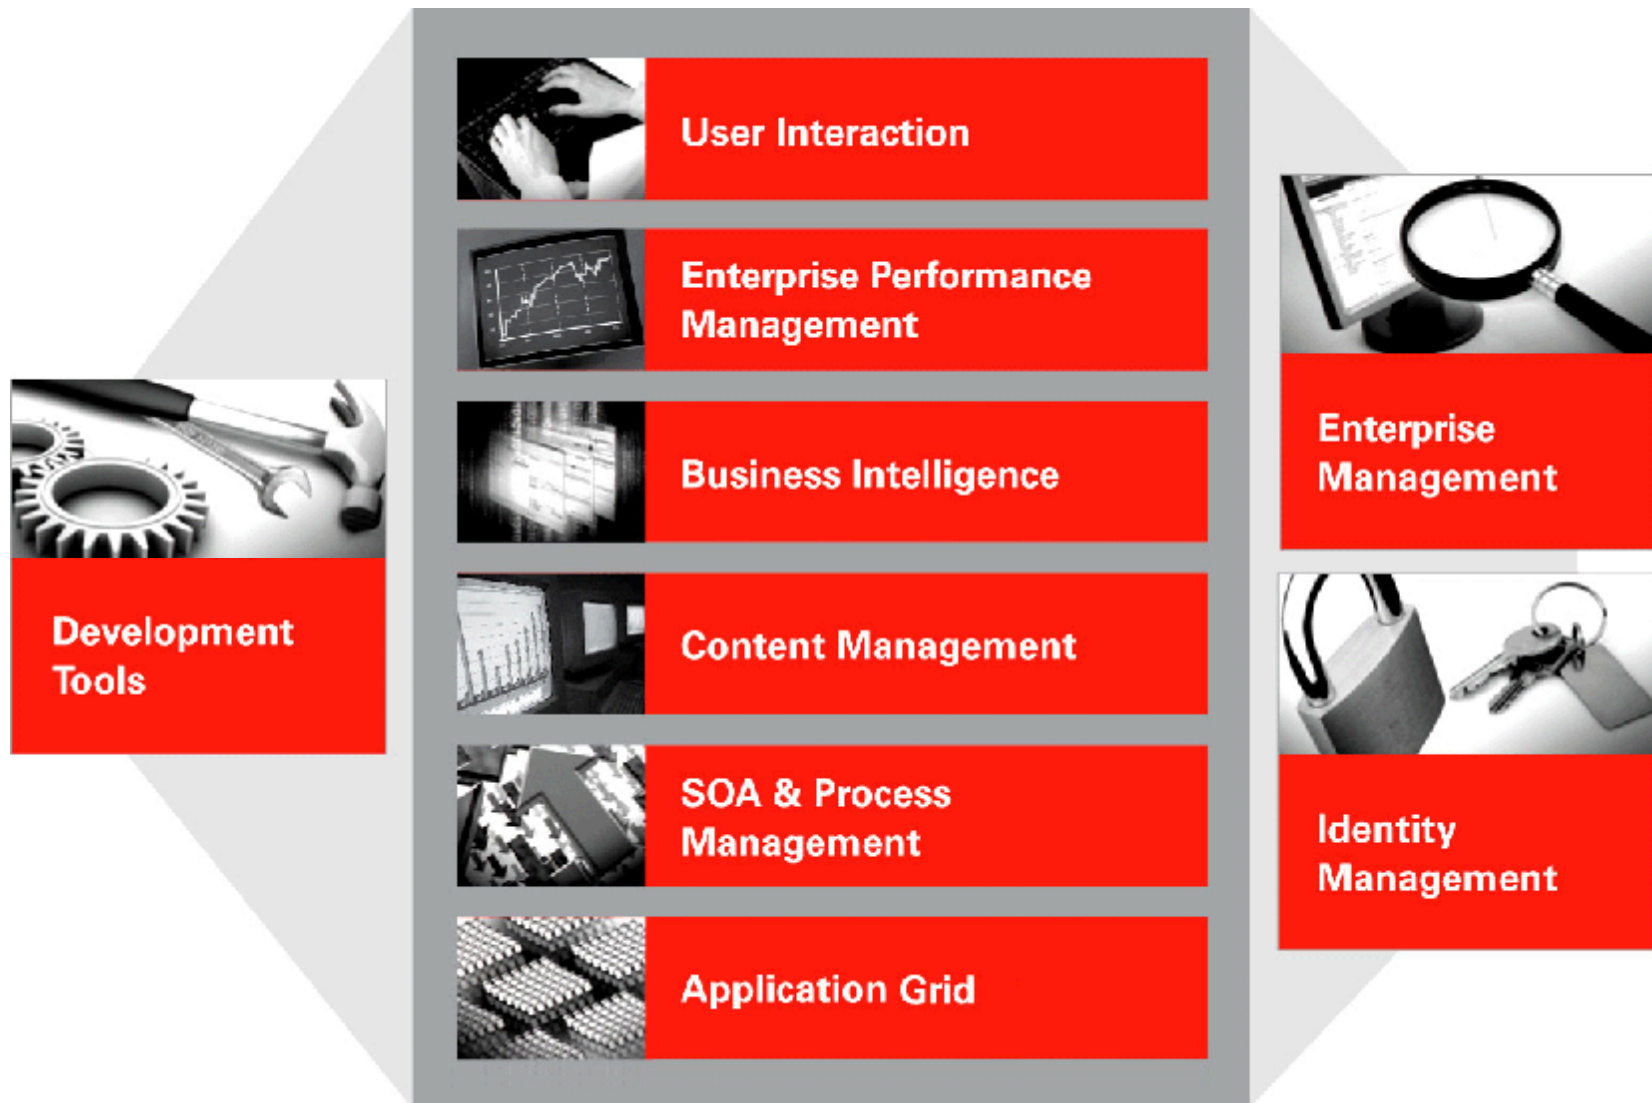 User Interaction
Enterprise Performance
Management
Business Intelligence
Content Management
SOA & Process
Management
Application Grid
Development
Tools
Enterprise
Management
Identity
Management